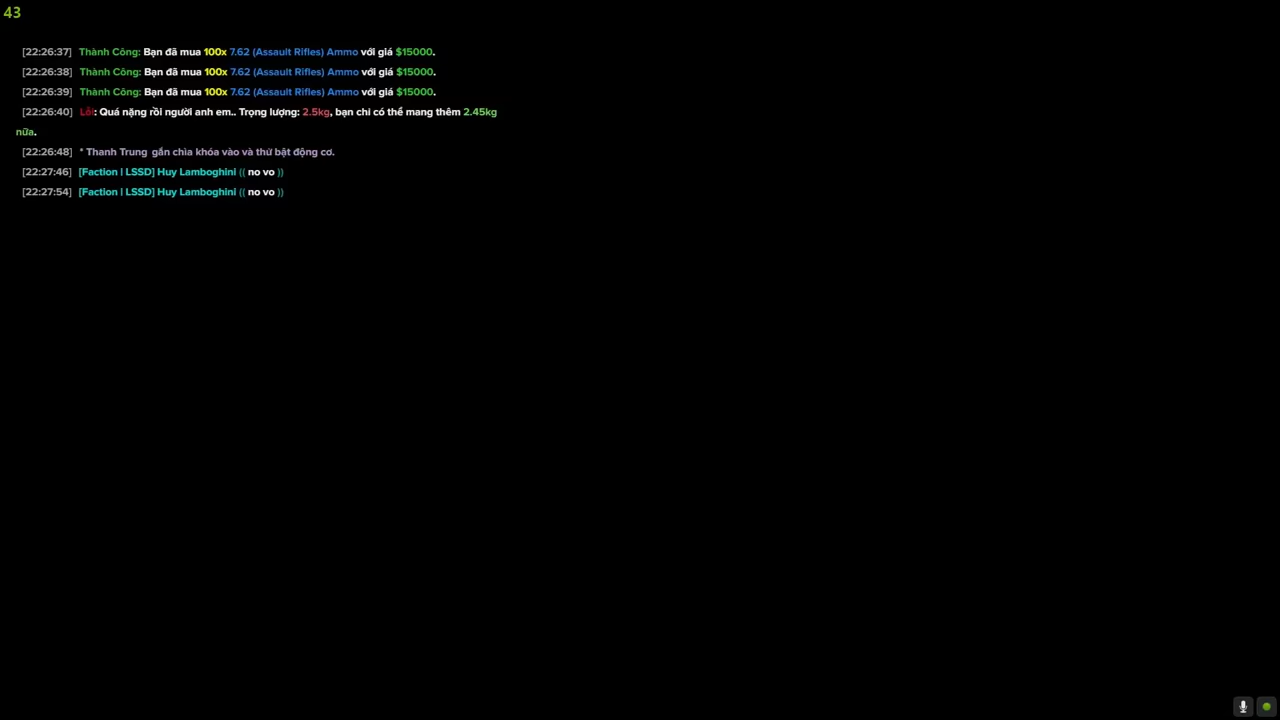 43
[22:26:37] Thành Công: Bạn đã mua 100x 7.62 (Assault Rifles) Ammo với giá $15000.
[22:26:38] Thành Công: Bạn đã mua 100x 7.62 (Assault Rifles) Ammo với giá $15000.
[22:26:39] Thành Công: Bạn đã mua 100x 7.62 (Assault Rifles) Ammo với giá $15000.
[22:26:40] Lỗi: Quá nặng rồi người anh em.. Trọng lượng: 2.5kg, bạn chỉ có thể mang thêm 2.45kg
nữa.
[22:26:48] * Thanh Trung gắn chìa khóa vào và thử bật động cơ.
[22:27:46] [Faction | LSSD] Huy Lamboghini (( no vo ))
[22:27:54] [Faction | LSSD] Huy Lamboghini (( no vo ))